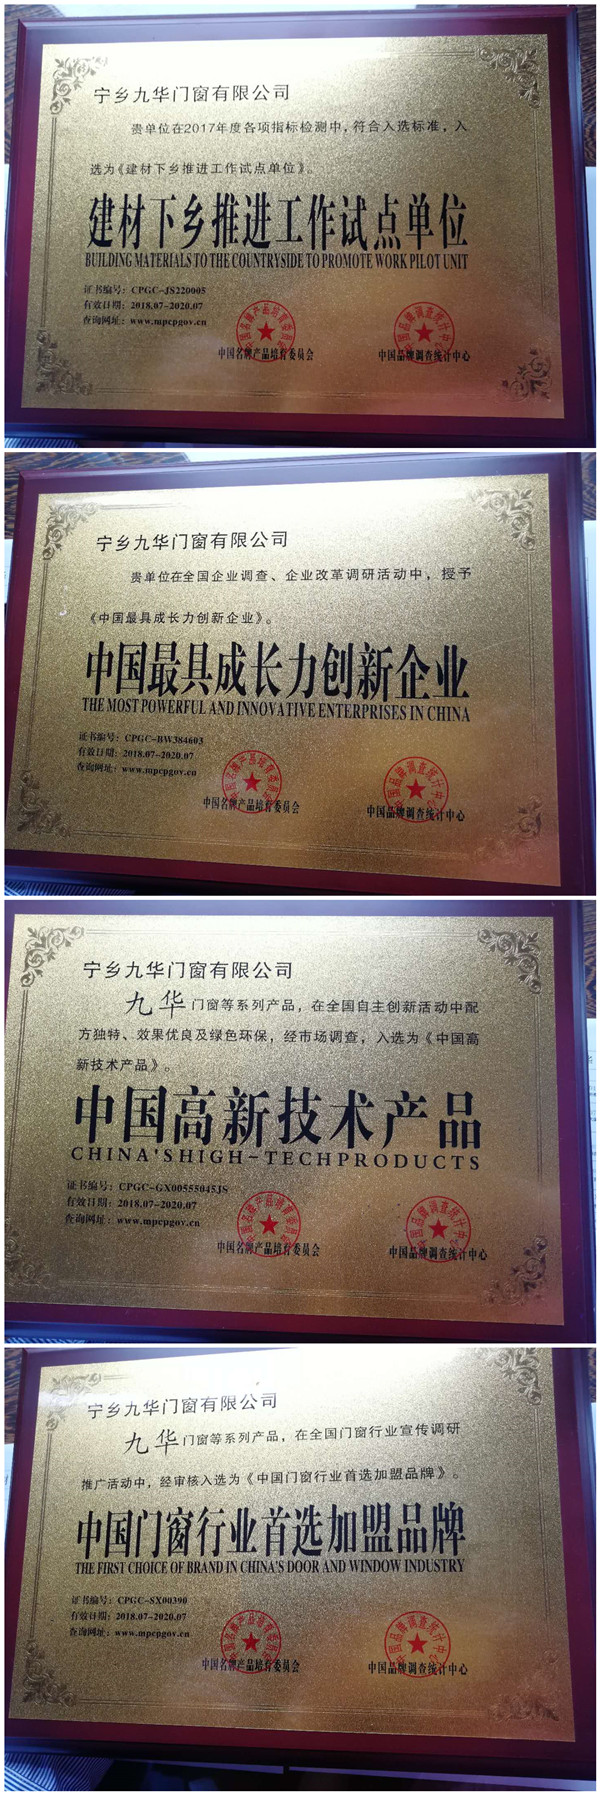 宁乡九华门窗有限公司
贵单位在2017年度各项指标检测中，符合入选标准，入
选为《建材下乡推进工作试点单位》。
建材下乡推进工作试点单位
BUILDING MATERIALS TO THE COUNTRYSIDE TO PROMOTE WORK PILOT UNIT
证书编号：CPGC-JS220005
有效日期：2018.07-2020.07
查询网址：www.mpcpgov.cn
中国名牌产品培育委员会
中国品牌调查统计中心
宁乡九华门窗有限公司
贵单位在全国企业调查、企业改革调研活动中，授予
《中国最具成长力创新企业》。
中国最具成长力创新企业
THE MOST POWERFUL AND INNOVATIVE ENTERPRISES IN CHINA
证书编号：CPGC-BW384603
有效日期：2018.07-2020.07
查询网址：www.mpcpgov.cn
中国名牌产品培育委员会
中国品牌调查统计中心
宁乡九华门窗有限公司
九华门窗等系列产品，在全国自主创新活动中配
方独特、效果优良及绿色环保，经市场调查，入选为《中国高
新技术产品》。
中国高新技术产品
CHINA'SHIGH-TECHPRODUCTS
证书编号：CPGC-GX00555045JS
有效日期：2018.07-2020.07
查询网址：www.mpcpgov.cn
中国名牌产品培育委员会
中国品牌调查统计中心
宁乡九华门窗有限公司
九华门窗等系列产品，在全国门窗行业宣传调研
推广活动中，经审核入选为《中国门窗行业首选加盟品牌》。
中国门窗行业首选加盟品牌
THE FIRST CHOICE OF BRAND IN CHINA'S DOOR AND WINDOW INDUSTRY
证书编号：CPGC-SX00390
有效日期：2018.07-2020.07
查询网址：www.mpcpgov.cn
中国名牌产品培育委员会
中国品牌调查统计中心